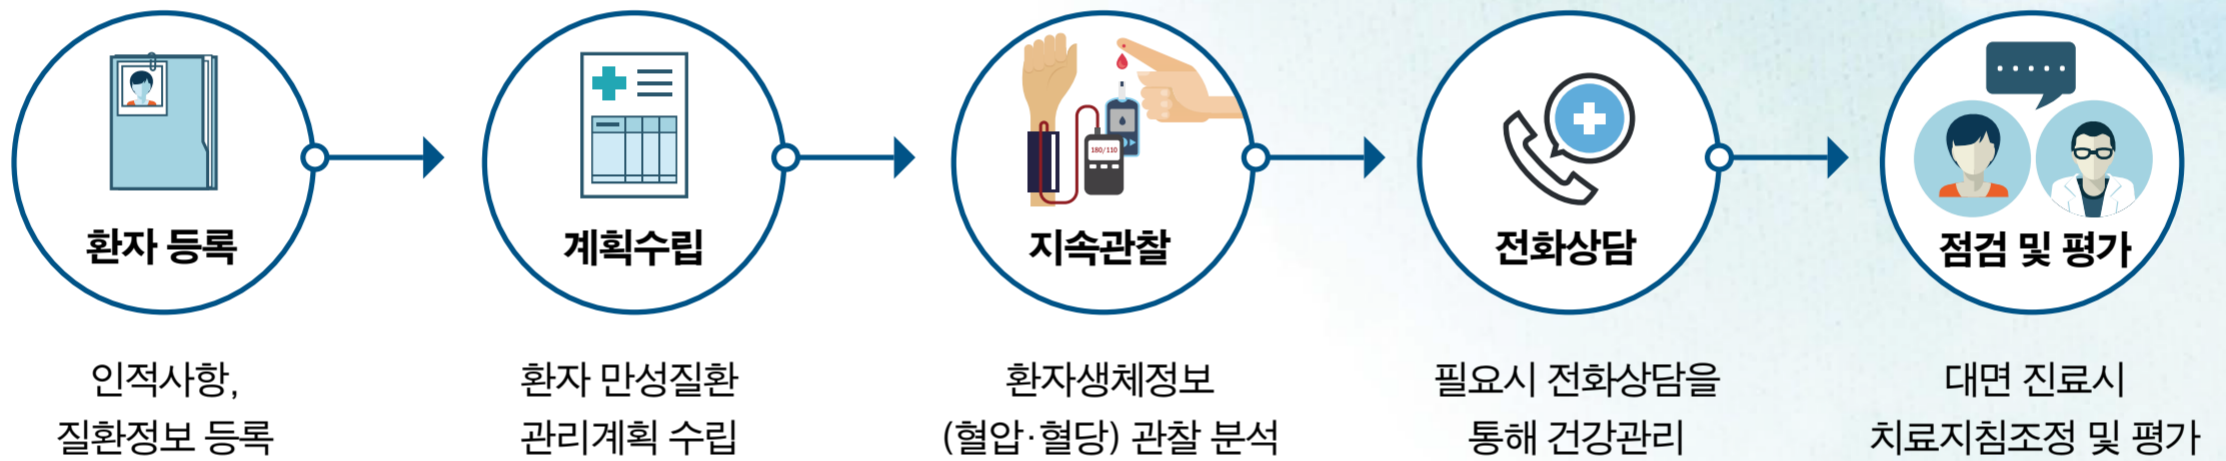 환자 등록
인적사항,
질환정보 등록
계획수립
환자 만성질환
관리계획 수립
180/110
지속관찰
환자생체정보
(혈압·혈당) 관찰 분석
전화상담
필요시 전화상담을
통해 건강관리
점검 및 평가
대면 진료시
치료지침조정 및 평가